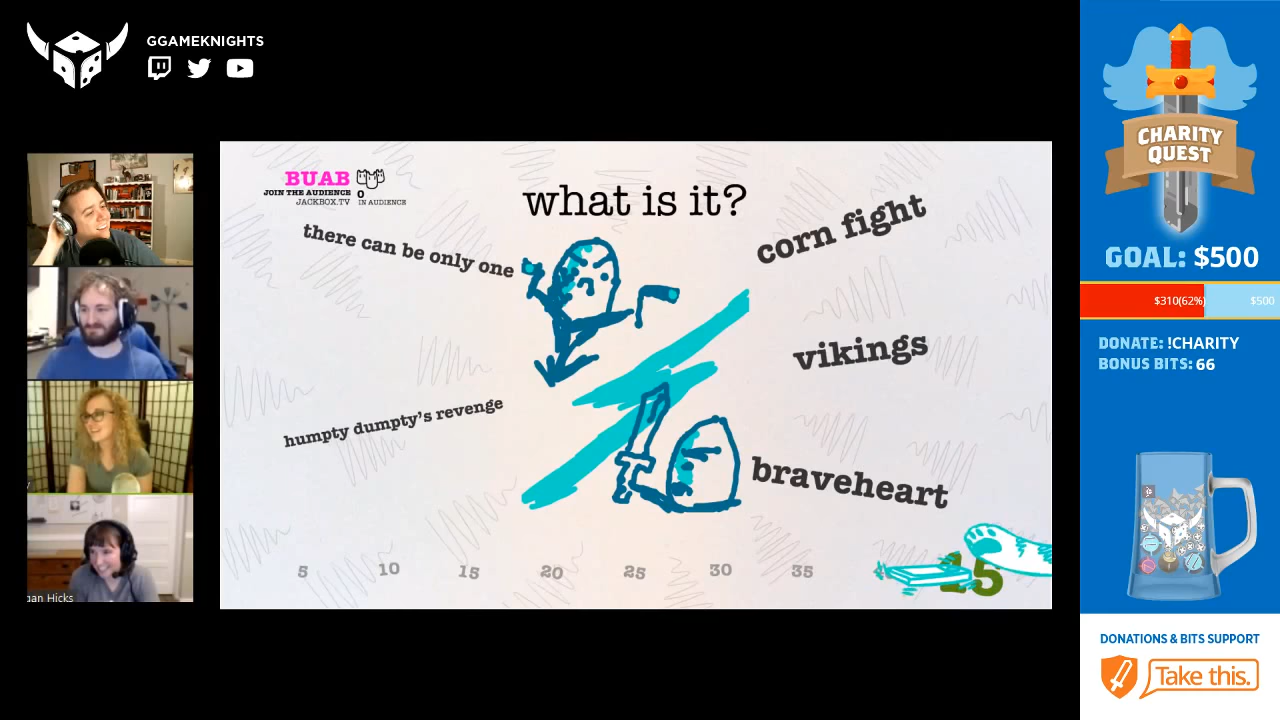 GGAMEKNIGHTS
BUAB
JOIN THE AUDIENCE
JACKBOX.TV
0
IN AUDIENCE
what is it?
there can be only one
corn fight
vikings
humpty dumpty's revenge
braveheart
5 10 15 20 25 30 35
15
gan Hicks
CHARITY
QUEST
GOAL: $500
$310(62%) $500
DONATE: !CHARITY
BONUS BITS: 66
DONATIONS & BITS SUPPORT
Take this.